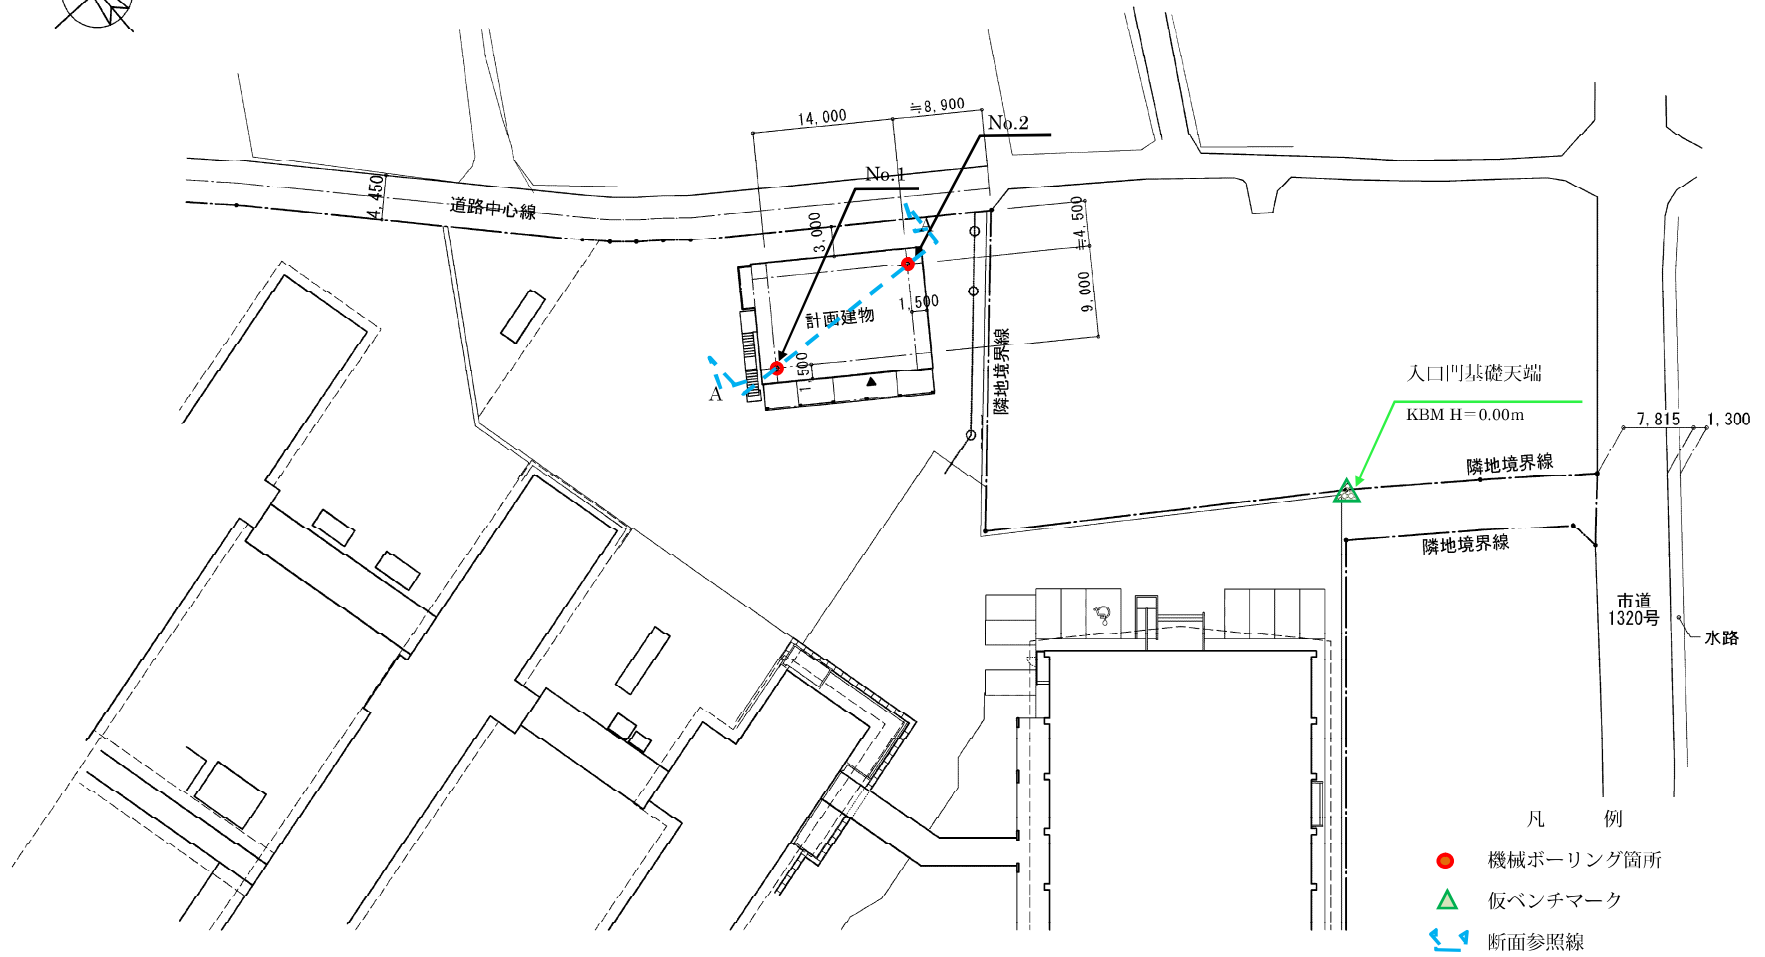 14,000
≒8,900
No.2
No.1
4,450
道路中心線
3,000
A
≒4,500
9,000
1,500
計画建物
1,500
A
隣地境界線
入口門基礎天端
KBM H=0.00m
7,815
1,300
隣地境界線
隣地境界線
市道
1320号
水路
凡 例
機械ボーリング箇所
仮ベンチマーク
断面参照線